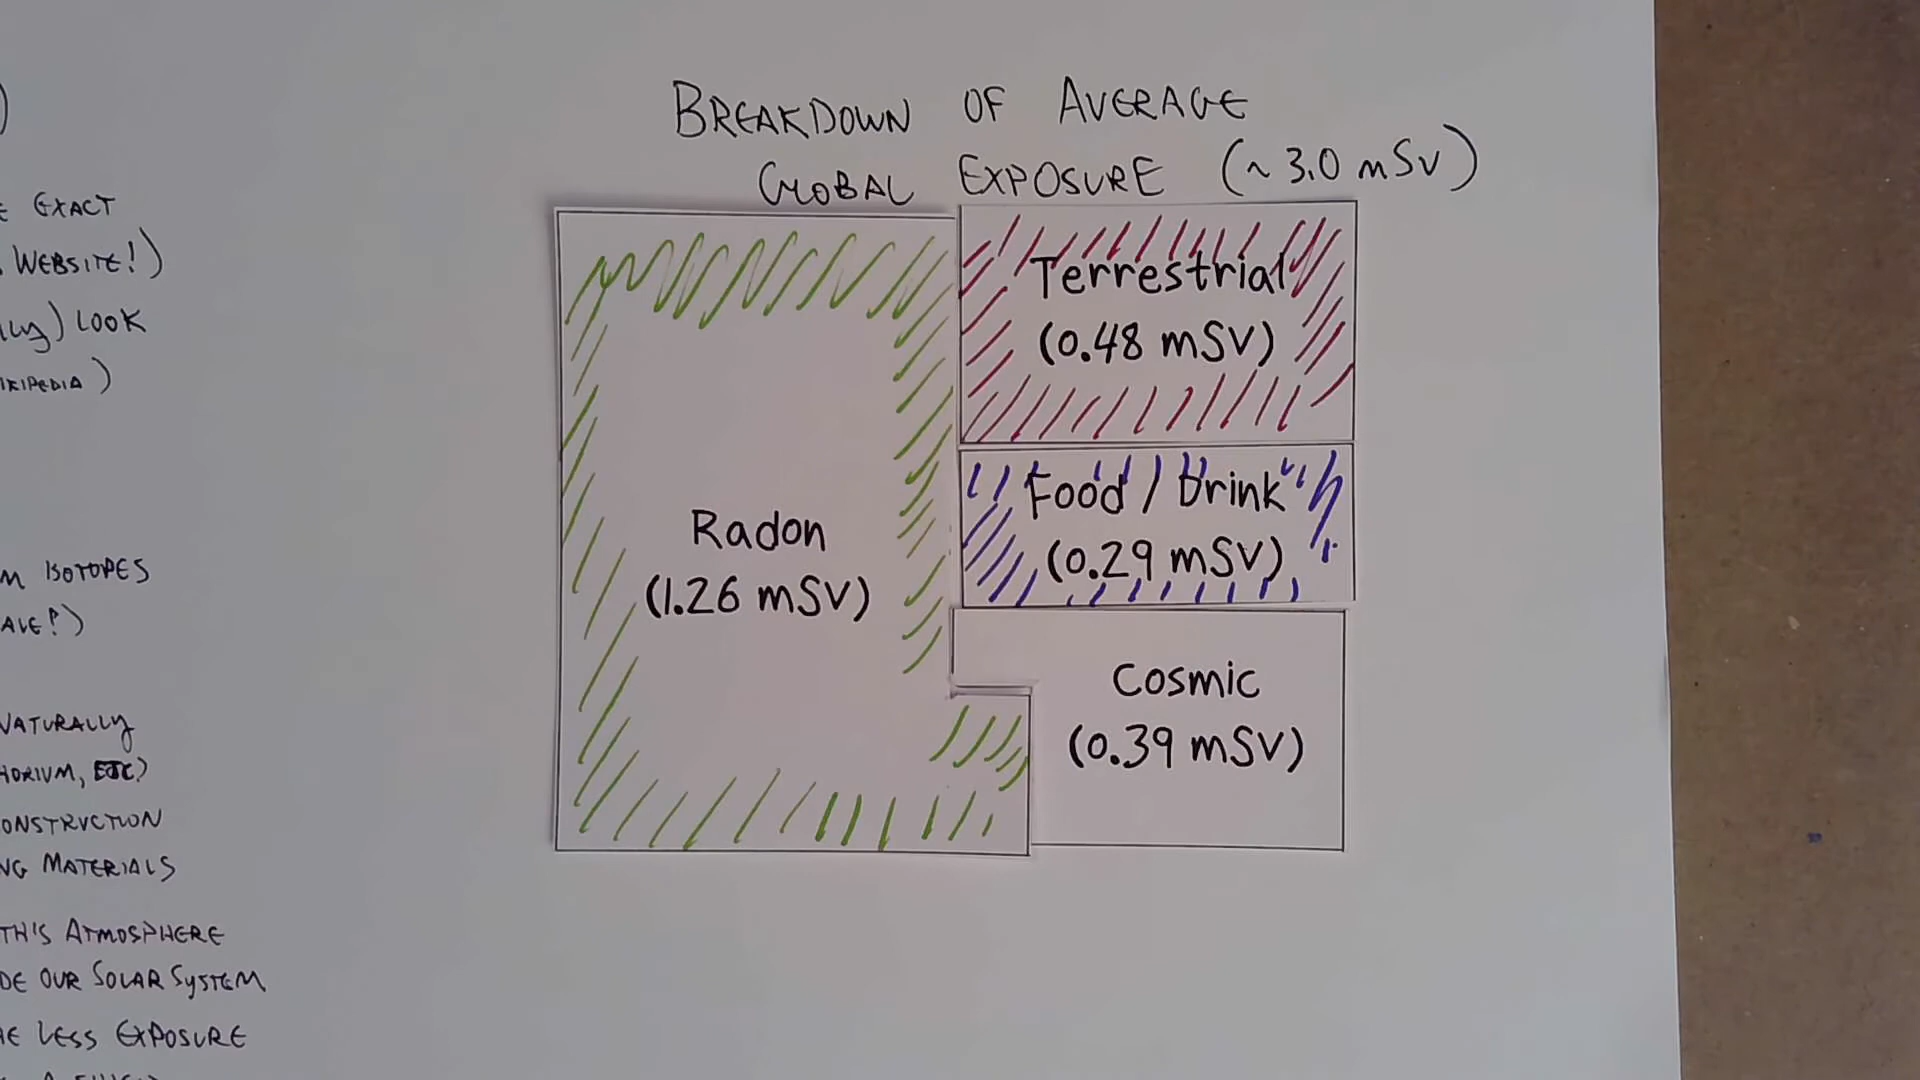 )
EXACT
WEBSITE!)
LOOK
)
ISOTOPES
NATURALLY
ETC)
MATERIALS
ATMOSPHERE
OUR SOLAR SYSTEM
LESS EXPOSURE
BREAKDOWN OF AVERAGE
GLOBAL EXPOSURE (~3.0 mSv)
Radon
(1.26 mSV)
Terrestrial
(0.48 mSV)
Food / Drink
(0.29 mSV)
Cosmic
(0.39 mSV)